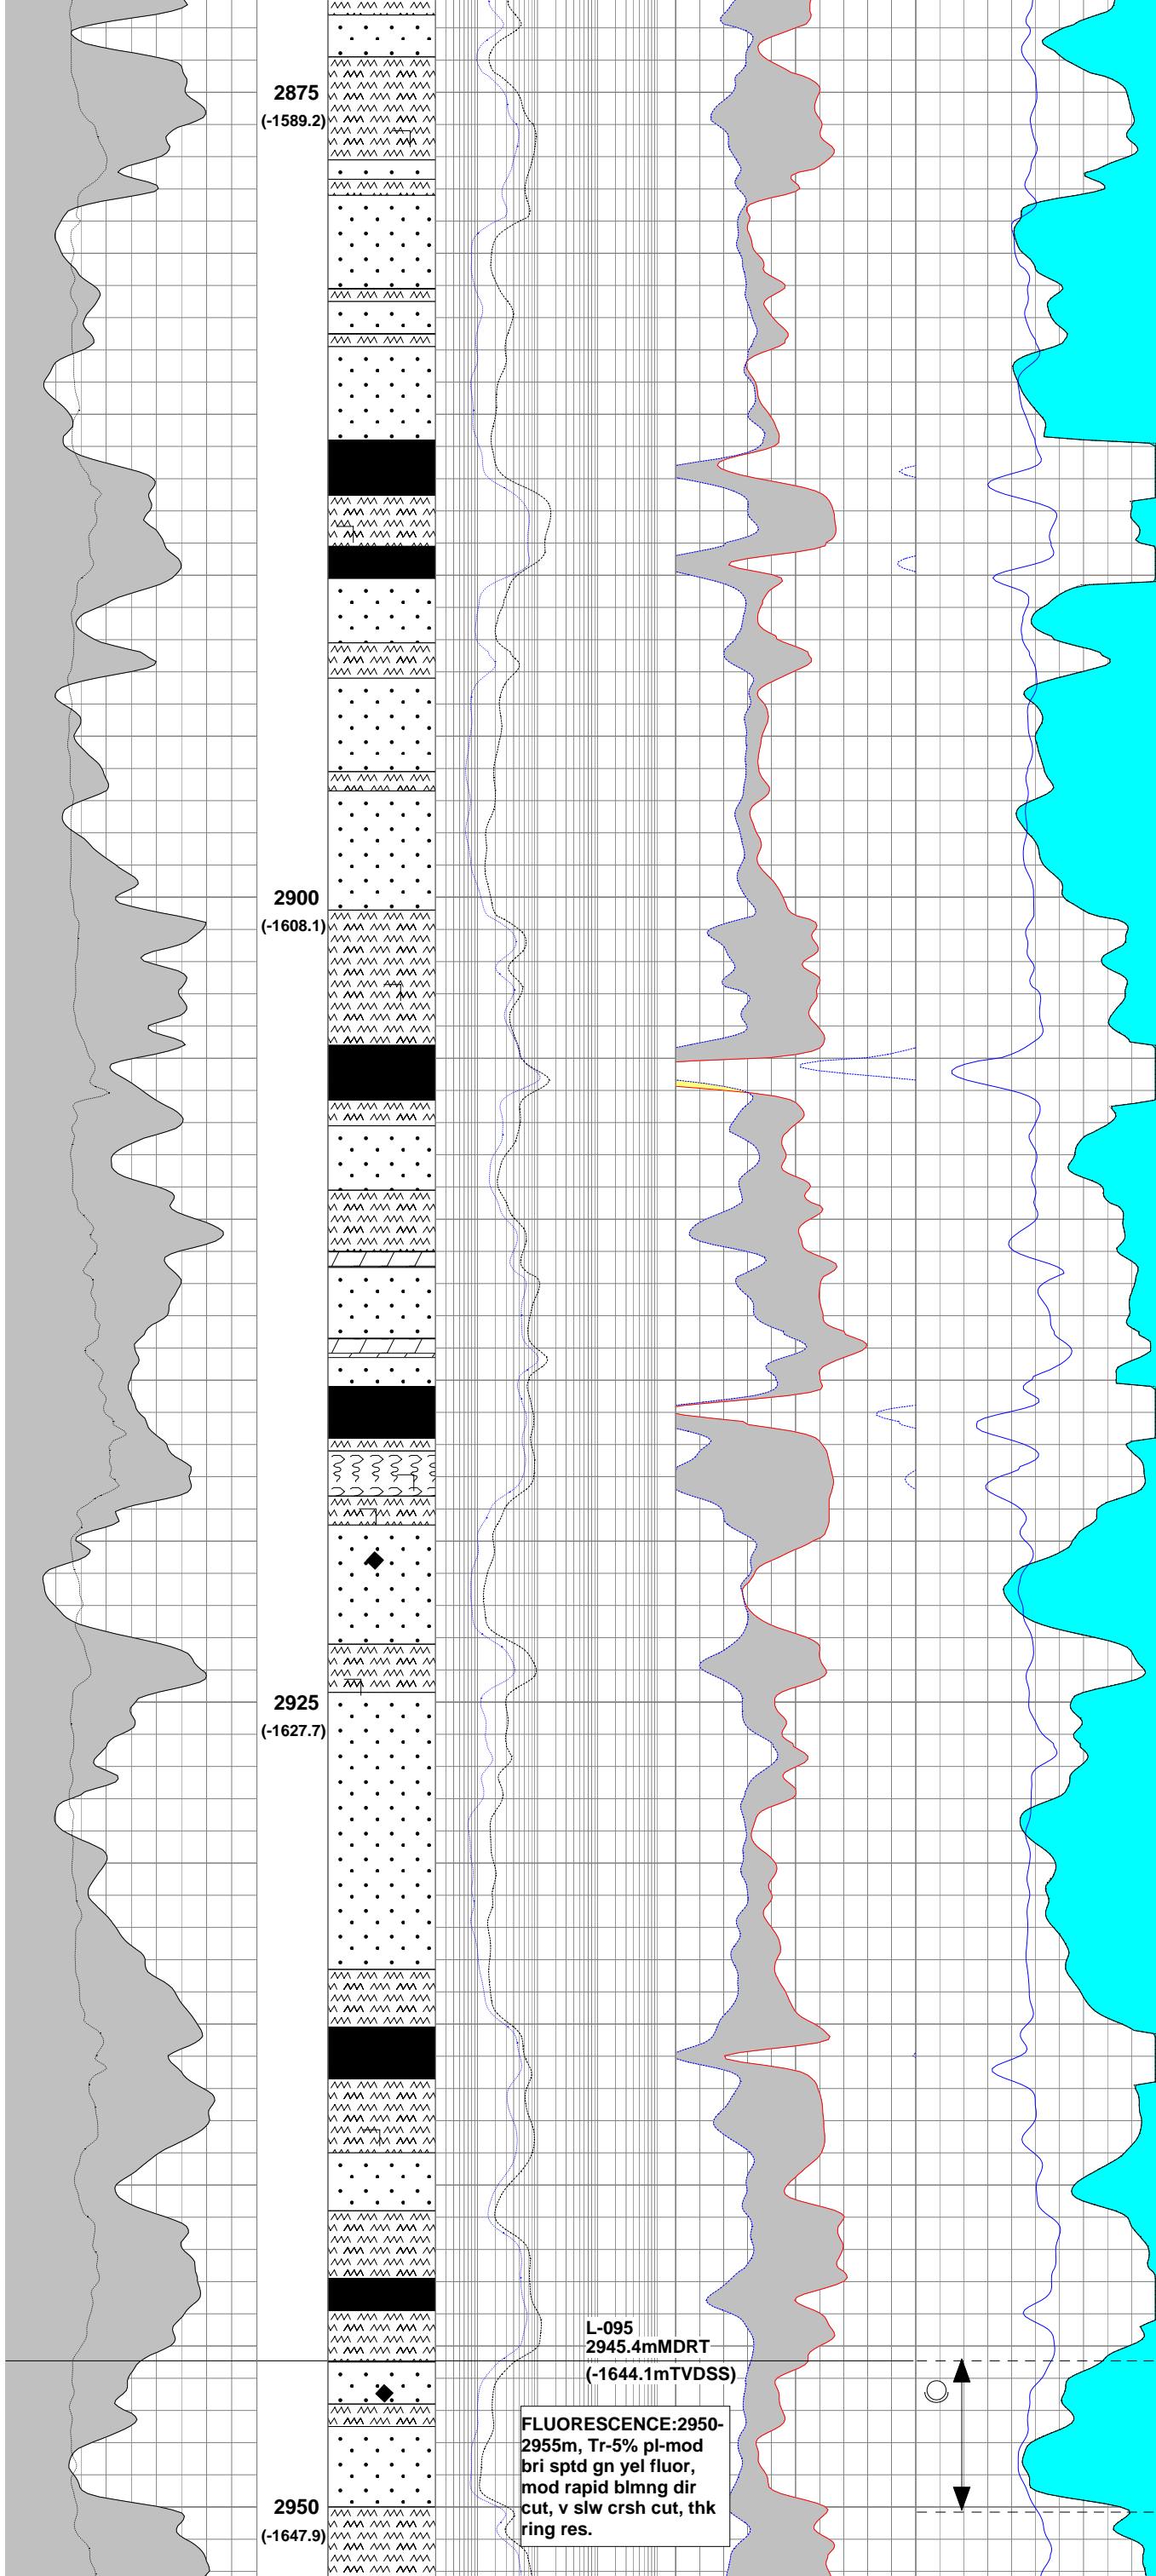 2875
(-1589.2)
2900
(-1608.1)
2925
(-1627.7)
L-095
2945.4mMDRT
(-1644.1mTVDSS)
FLUORESCENCE:2950-
2955m, Tr-5% pl-mod
bri sptd gn yel fluor,
mod rapid blmng dir
cut, v slw crsh cut, thk
ring res.
2950
(-1647.9)